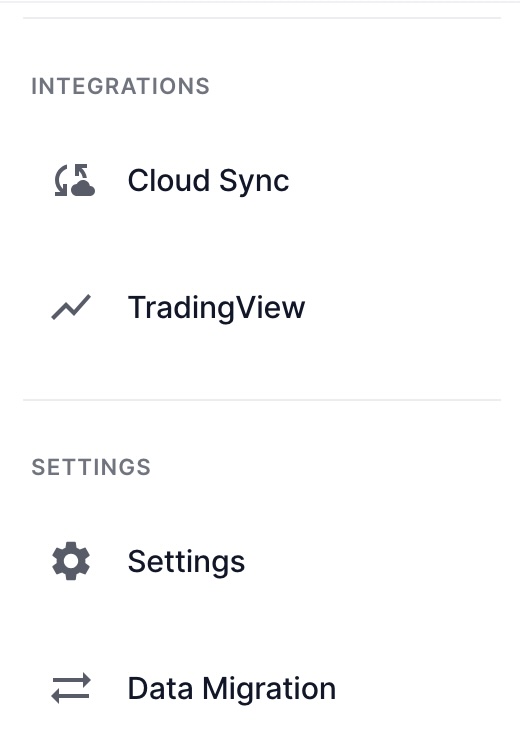 INTEGRATIONS
Cloud Sync
TradingView
SETTINGS
Settings
Data Migration